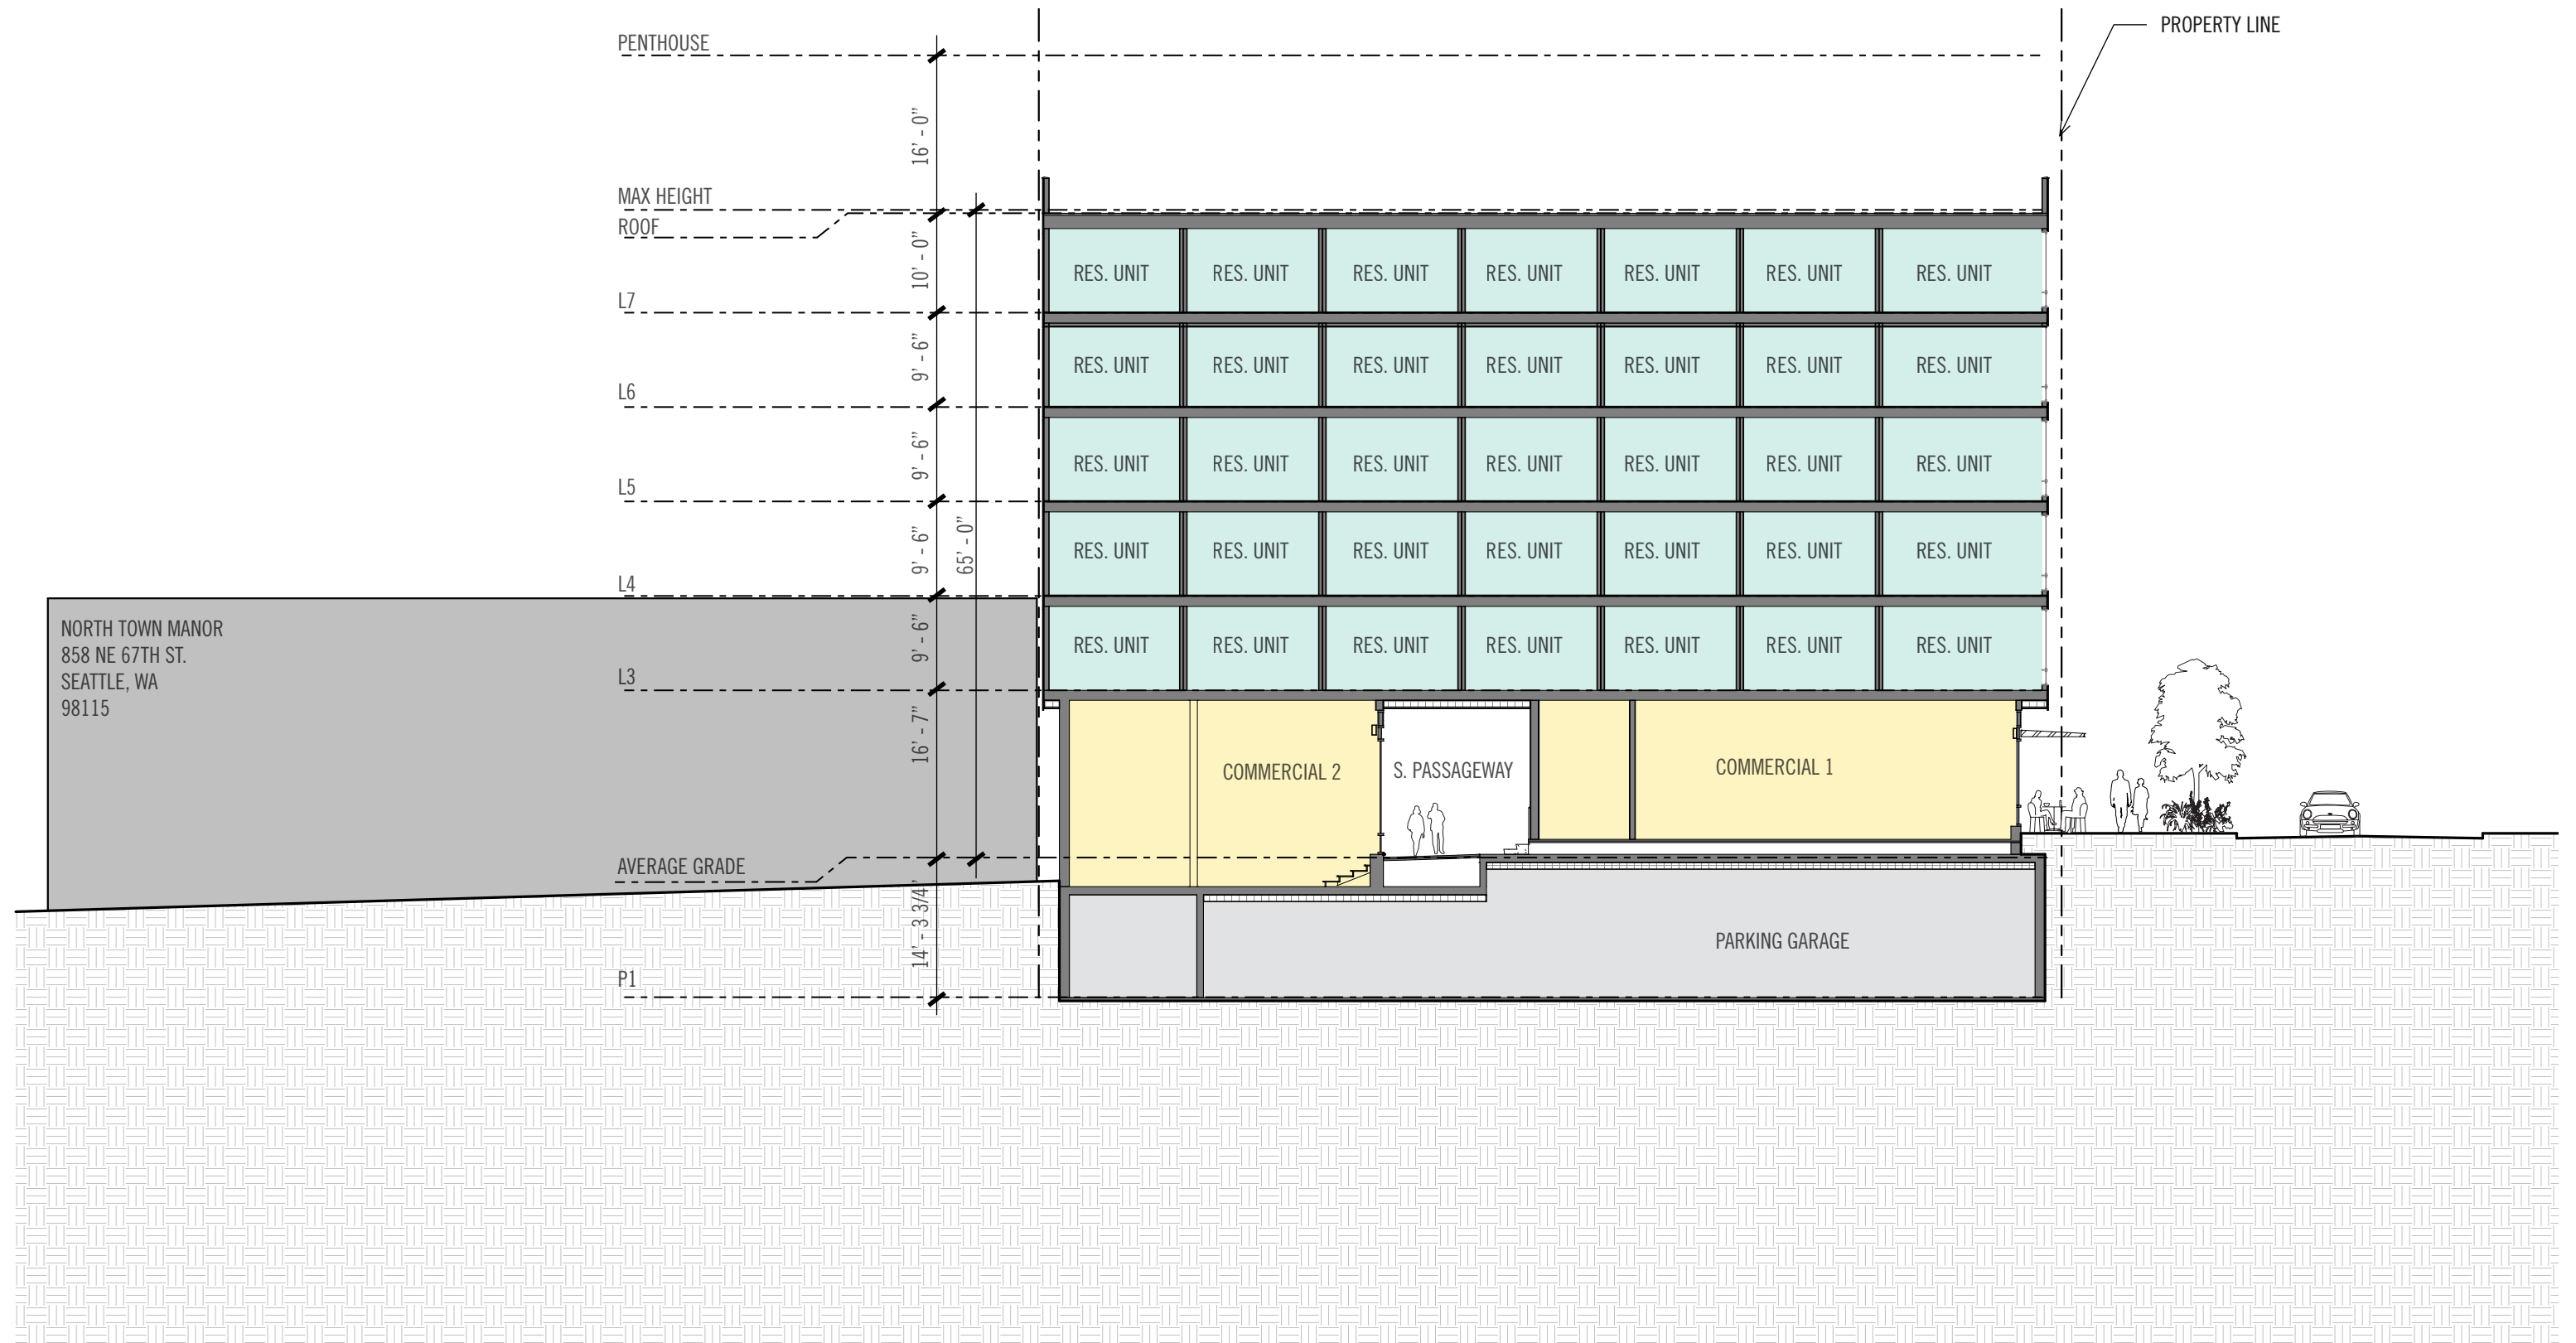 PROPERTY LINE
PENTHOUSE
16' - 0"
MAX HEIGHT
ROOF
10' - 0"
RES. UNIT RES. UNIT RES. UNIT RES. UNIT RES. UNIT RES. UNIT RES. UNIT
L7
9' - 6"
RES. UNIT RES. UNIT RES. UNIT RES. UNIT RES. UNIT RES. UNIT RES. UNIT
L6
9' - 6"
RES. UNIT RES. UNIT RES. UNIT RES. UNIT RES. UNIT RES. UNIT RES. UNIT
L5
9' - 6"
65' - 0"
RES. UNIT RES. UNIT RES. UNIT RES. UNIT RES. UNIT RES. UNIT RES. UNIT
L4
NORTH TOWN MANOR
858 NE 67TH ST.
SEATTLE, WA
98115
9' - 6"
RES. UNIT RES. UNIT RES. UNIT RES. UNIT RES. UNIT RES. UNIT RES. UNIT
L3
16' - 7"
COMMERCIAL 2
S. PASSAGEWAY
COMMERCIAL 1
AVERAGE GRADE
14' - 3 3/4"
PARKING GARAGE
P1